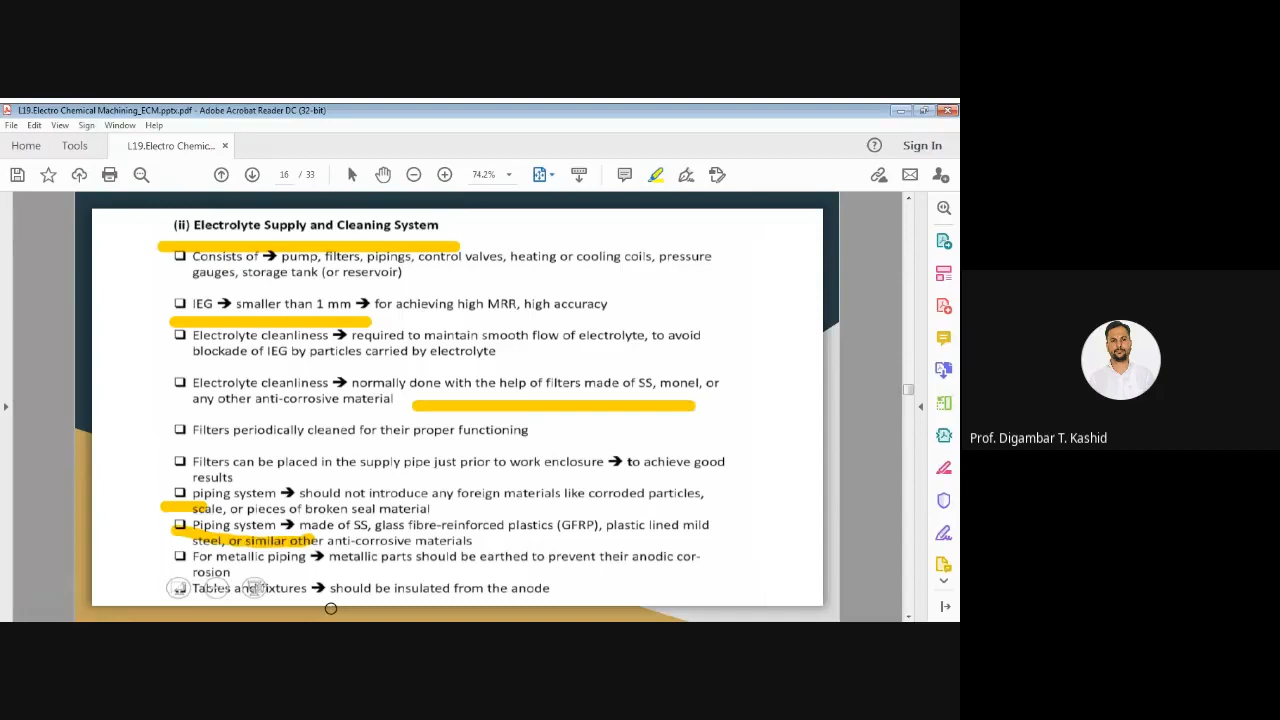 L19.Electro Chemical Machining_ECM.pptx.pdf - Adobe Acrobat Reader DC (32-bit)
File Edit View Sign Window Help
Home Tools L19.Electro Chemic... × Sign In
16 / 33 74.2%
(ii) Electrolyte Supply and Cleaning System
❑ Consists of ➔ pump, filters, pipings, control valves, heating or cooling coils, pressure
gauges, storage tank (or reservoir)
❑ IEG ➔ smaller than 1 mm ➔ for achieving high MRR, high accuracy
❑ Electrolyte cleanliness ➔ required to maintain smooth flow of electrolyte, to avoid
blockade of IEG by particles carried by electrolyte
❑ Electrolyte cleanliness ➔ normally done with the help of filters made of SS, monel, or
any other anti-corrosive material
❑ Filters periodically cleaned for their proper functioning
❑ Filters can be placed in the supply pipe just prior to work enclosure ➔ to achieve good
results
❑ piping system ➔ should not introduce any foreign materials like corroded particles,
scale, or pieces of broken seal material
❑ Piping system ➔ made of SS, glass fibre-reinforced plastics (GFRP), plastic lined mild
steel, or similar other anti-corrosive materials
❑ For metallic piping ➔ metallic parts should be earthed to prevent their anodic cor-
rosion
❑ Tables and fixtures ➔ should be insulated from the anode
Prof. Digambar T. Kashid